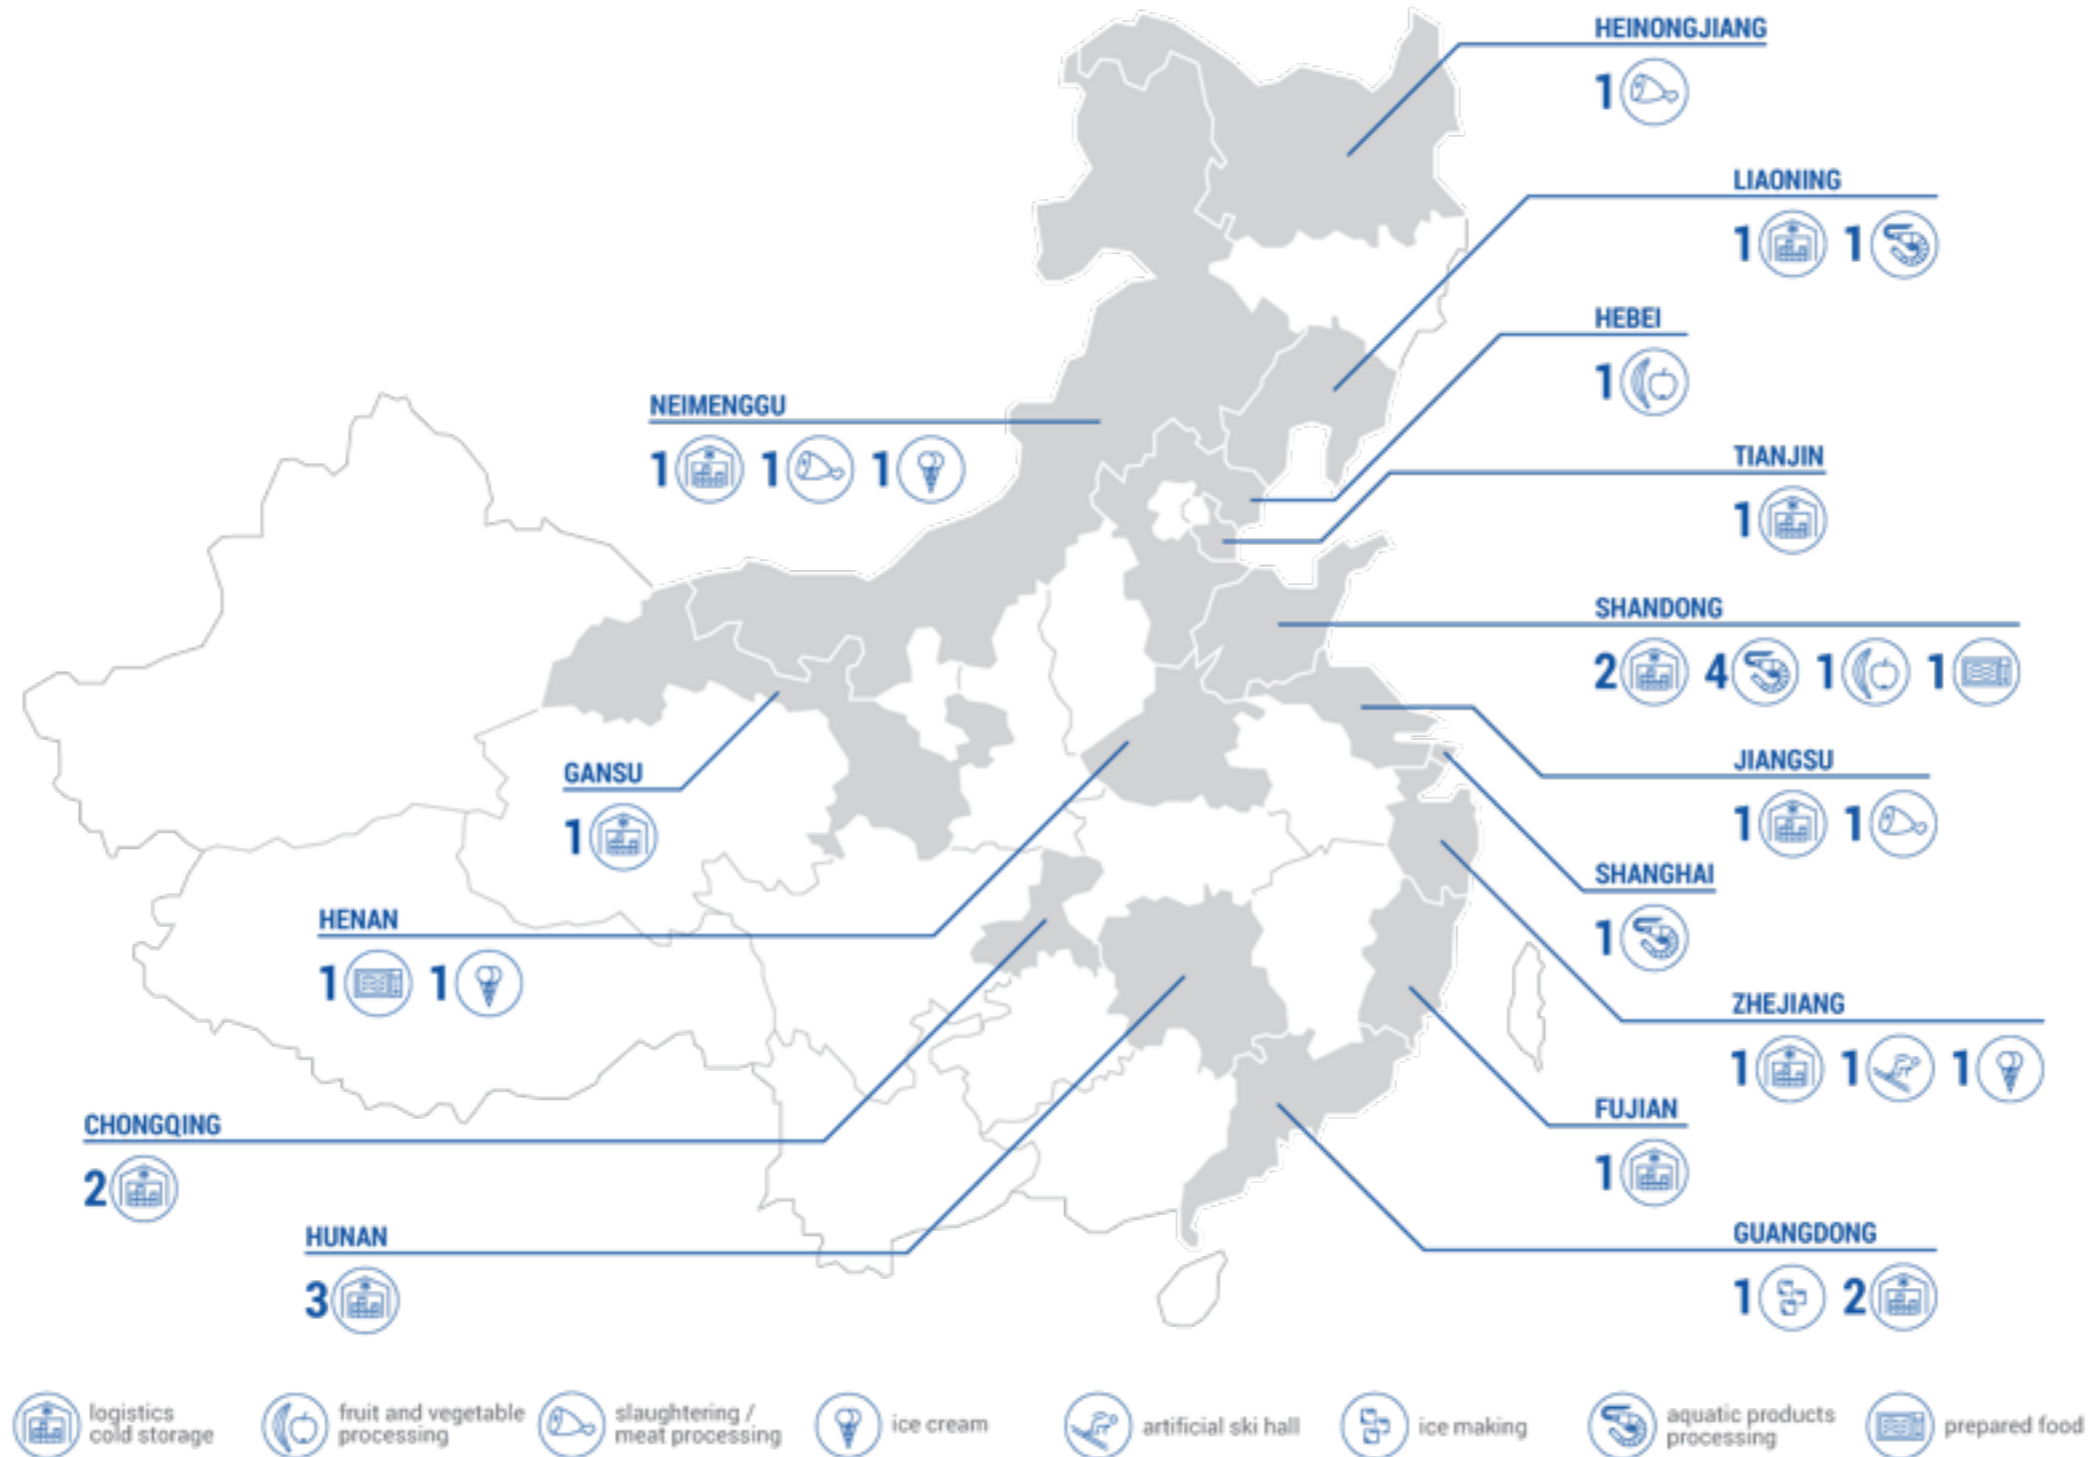 HEINONGJIANG
1
LIAONING
1 1
HEBEI
1
NEIMENGGU
1 1 1
TIANJIN
1
SHANDONG
2 4 1 1
GANSU
1
JIANGSU
1 1
SHANGHAI
1
HENAN
1 1
ZHEJIANG
1 1 1
CHONGQING
2
FUJIAN
1
HUNAN
3
GUANGDONG
1 2
logistics
cold storage
fruit and vegetable
processing
slaughtering /
meat processing
ice cream
artificial ski hall
ice making
aquatic products
processing
prepared food